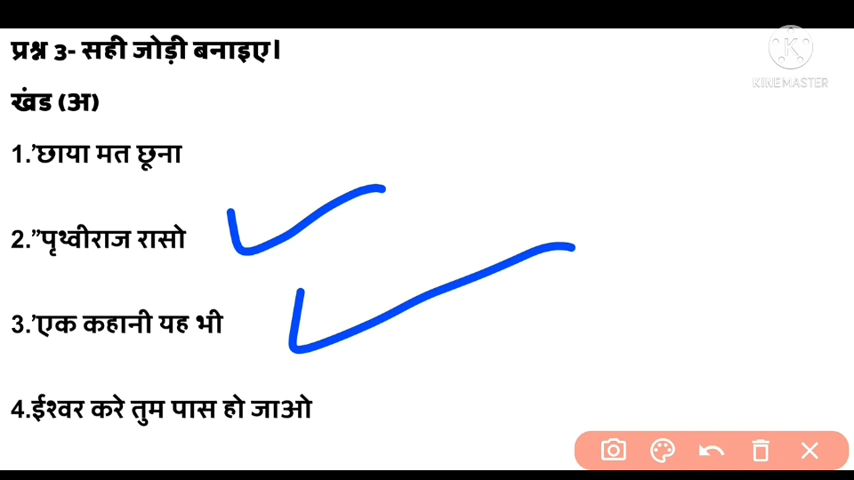 प्रश्न 3- सही जोड़ी बनाइए।
K
KINEMASTER
खंड (अ)
1.’छाया मत छूना
2.”पृथ्वीराज रासो
3.’एक कहानी यह भी
4.ईश्वर करे तुम पास हो जाओ